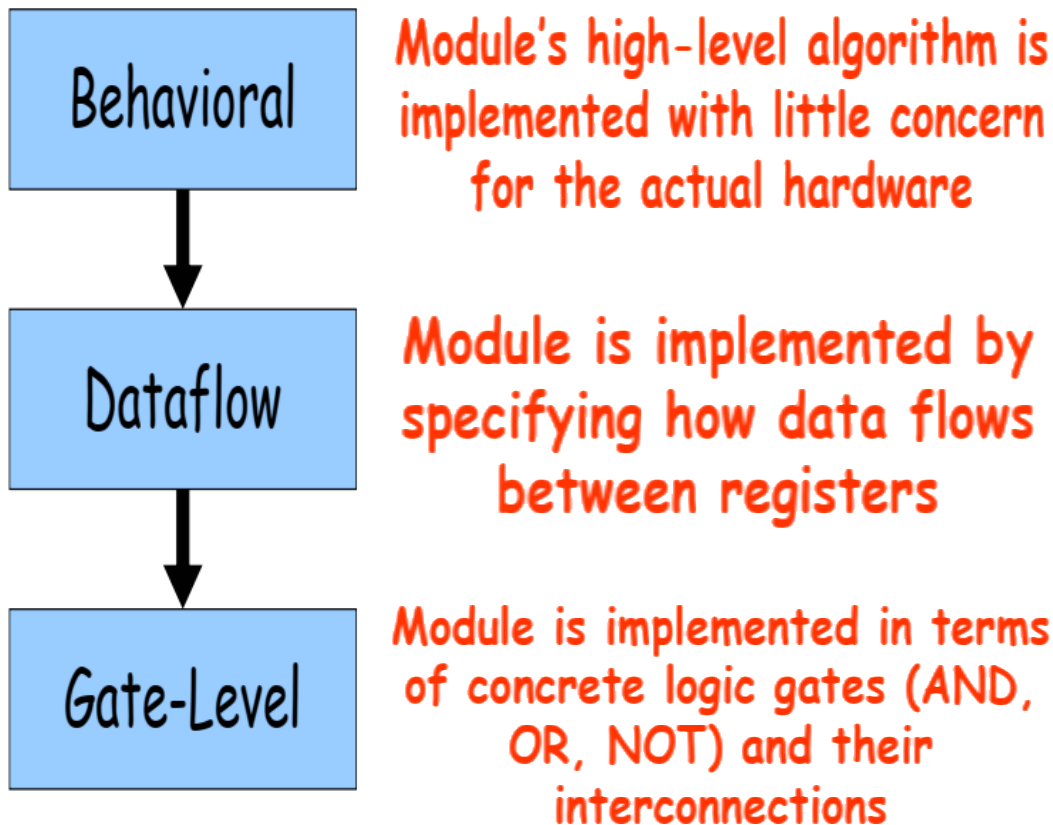 Behavioral
Module's high-level algorithm is
implemented with little concern
for the actual hardware
Dataflow
Module is implemented by
specifying how data flows
between registers
Gate-Level
Module is implemented in terms
of concrete logic gates (AND,
OR, NOT) and their
interconnections